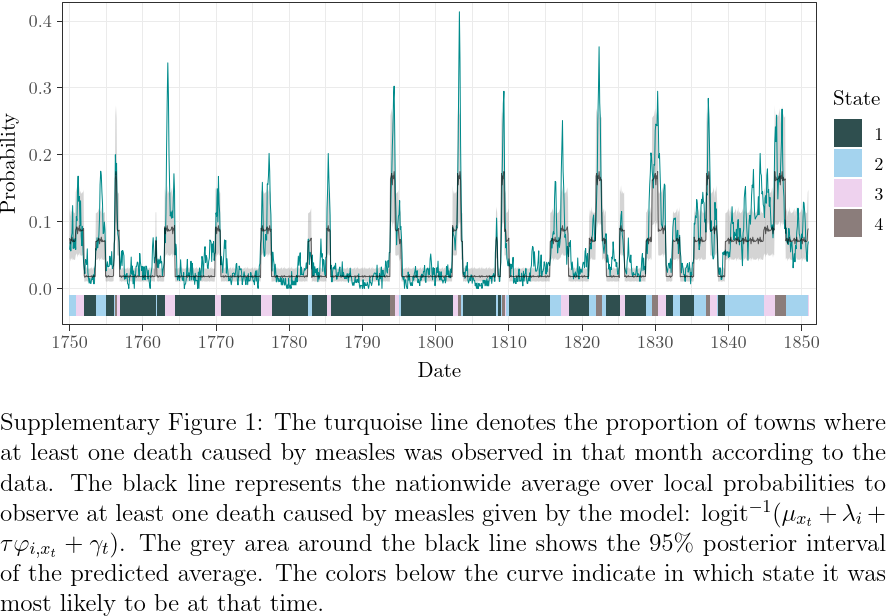 0.4
0.3
0.2
0.1
0.0
Probability
1750 1760 1770 1780 1790 1800 1810 1820 1830 1840 1850
Date
State
1
2
3
4
Supplementary Figure 1: The turquoise line denotes the proportion of towns where
at least one death caused by measles was observed in that month according to the
data. The black line represents the nationwide average over local probabilities to
observe at least one death caused by measles given by the model: logit⁻¹(μ_{x_t} + λ_i +
τφ_{i,x_t} + γ_t). The grey area around the black line shows the 95% posterior interval
of the predicted average. The colors below the curve indicate in which state it was
most likely to be at that time.